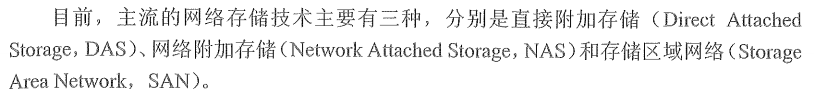 目前，主流的网络存储技术主要有三种，分别是直接附加存储（Direct Attached
Storage，DAS）、网络附加存储（Network Attached Storage，NAS）和存储区域网络（Storage
Area Network，SAN）。